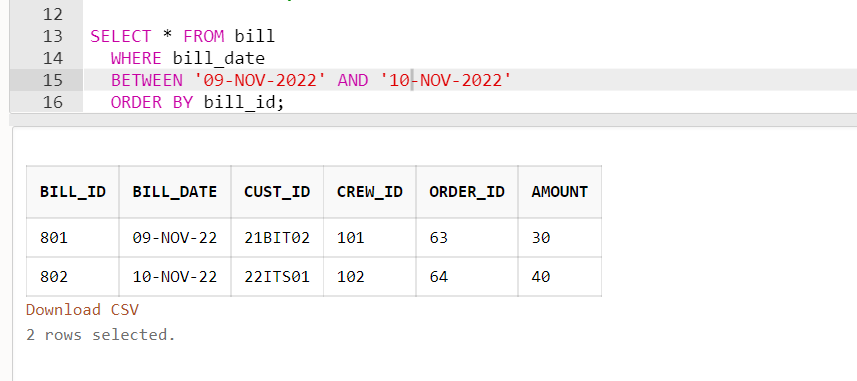 12
13 SELECT * FROM bill
14 WHERE bill_date
15 BETWEEN '09-NOV-2022' AND '10-NOV-2022'
16 ORDER BY bill_id;
BILL_ID BILL_DATE CUST_ID CREW_ID ORDER_ID AMOUNT
801 09-NOV-22 21BIT02 101 63 30
802 10-NOV-22 22ITS01 102 64 40
Download CSV
2 rows selected.